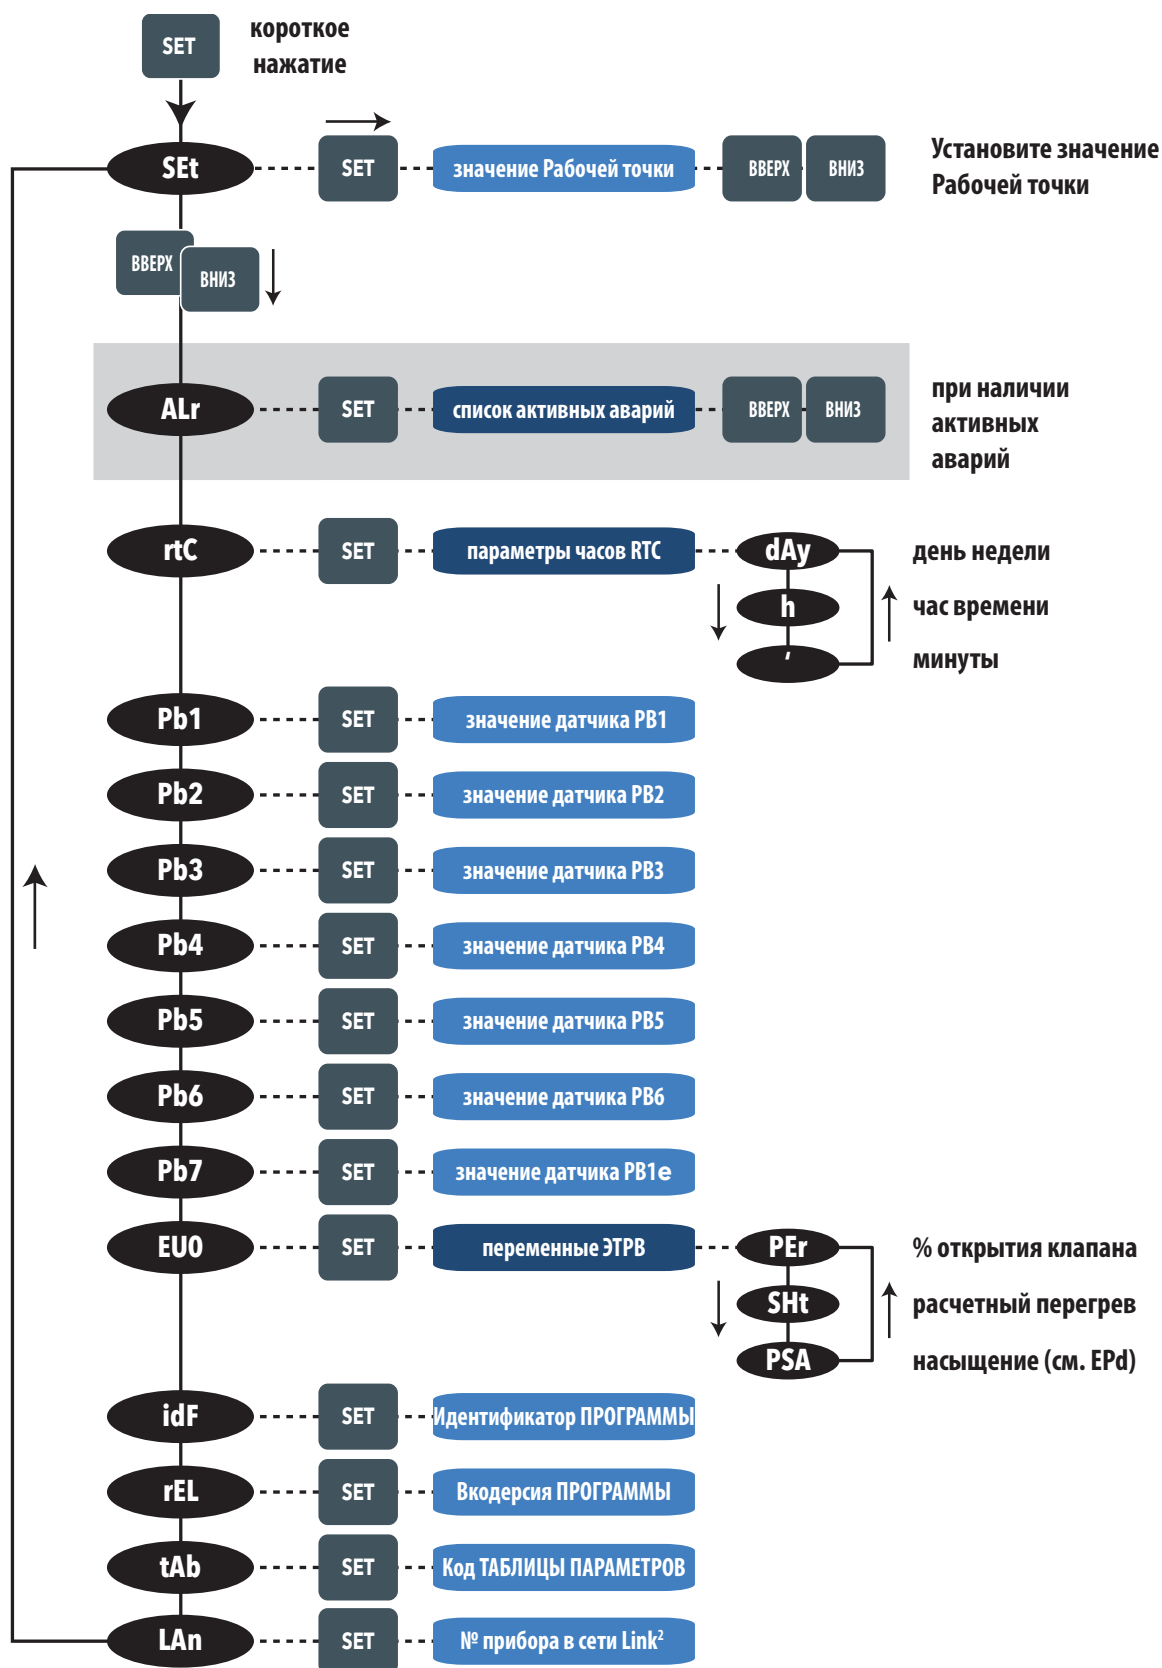 SET
короткое
нажатие
SEt
SET
значение Рабочей точки
ВВЕРХ
ВНИЗ
Установите значение
Рабочей точки
ВВЕРХ
ВНИЗ
ALr
SET
список активных аварий
ВВЕРХ
ВНИЗ
при наличии
активных
аварий
rtC
SET
параметры часов RTC
dAy
день недели
h
час времени
'
минуты
Pb1
SET
значение датчика PB1
Pb2
SET
значение датчика PB2
Pb3
SET
значение датчика PB3
Pb4
SET
значение датчика PB4
Pb5
SET
значение датчика PB5
Pb6
SET
значение датчика PB6
Pb7
SET
значение датчика PB1e
EU0
SET
переменные ЭТРВ
PEr
% открытия клапана
SHt
расчетный перегрев
PSA
насыщение (см. EPd)
idF
SET
Идентификатор ПРОГРАММЫ
rEL
SET
Вкодерсия ПРОГРАММЫ
tAb
SET
Код ТАБЛИЦЫ ПАРАМЕТРОВ
LAn
SET
№ прибора в сети Link²